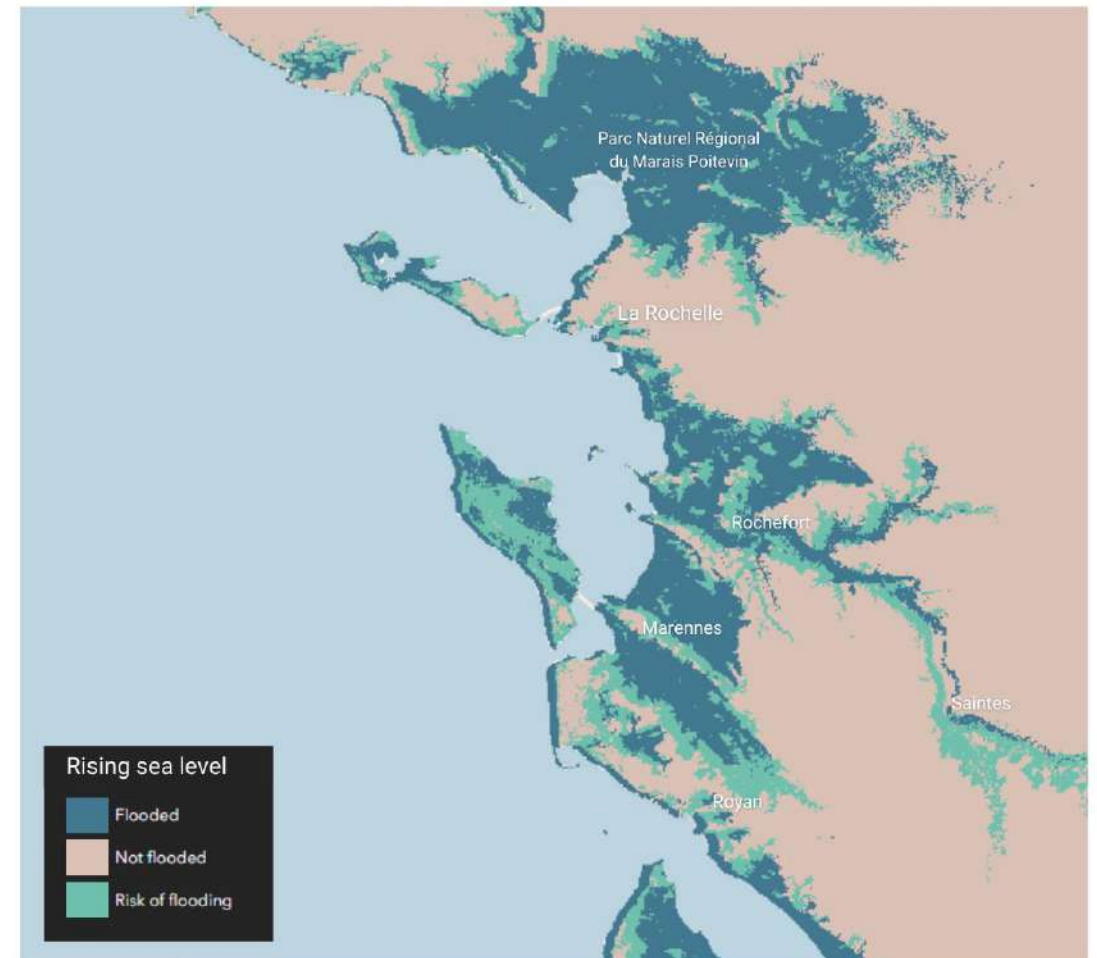 Parc Naturel Régional
du Marais Poitevin
La Rochelle
Rochefort
Marennes
Saintes
Royan
Rising sea level
Flooded
Not flooded
Risk of flooding